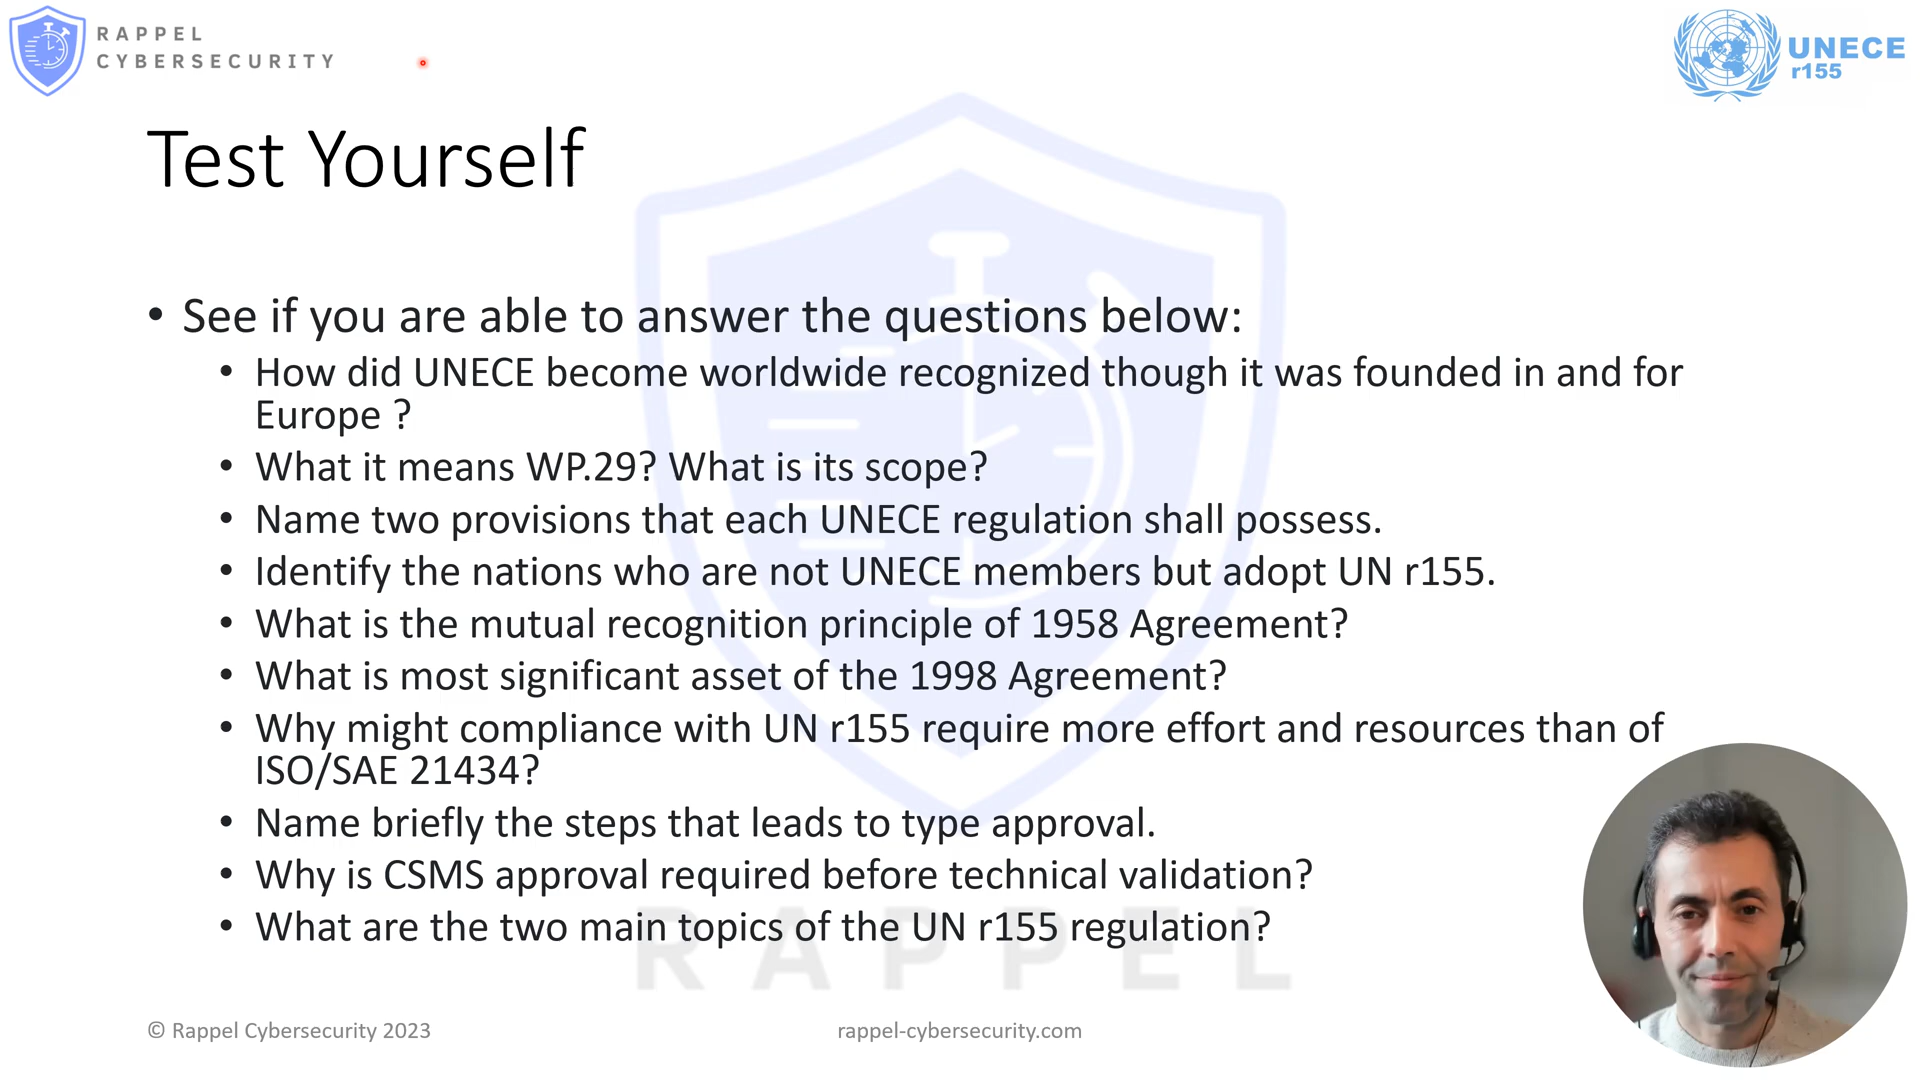 RAPPEL
CYBERSECURITY
UNECE
r155
Test Yourself
• See if you are able to answer the questions below:
• How did UNECE become worldwide recognized though it was founded in and for
Europe ?
• What it means WP.29? What is its scope?
• Name two provisions that each UNECE regulation shall possess.
• Identify the nations who are not UNECE members but adopt UN r155.
• What is the mutual recognition principle of 1958 Agreement?
• What is most significant asset of the 1998 Agreement?
• Why might compliance with UN r155 require more effort and resources than of
ISO/SAE 21434?
• Name briefly the steps that leads to type approval.
• Why is CSMS approval required before technical validation?
• What are the two main topics of the UN r155 regulation?
RAPPEL
© Rappel Cybersecurity 2023
rappel-cybersecurity.com